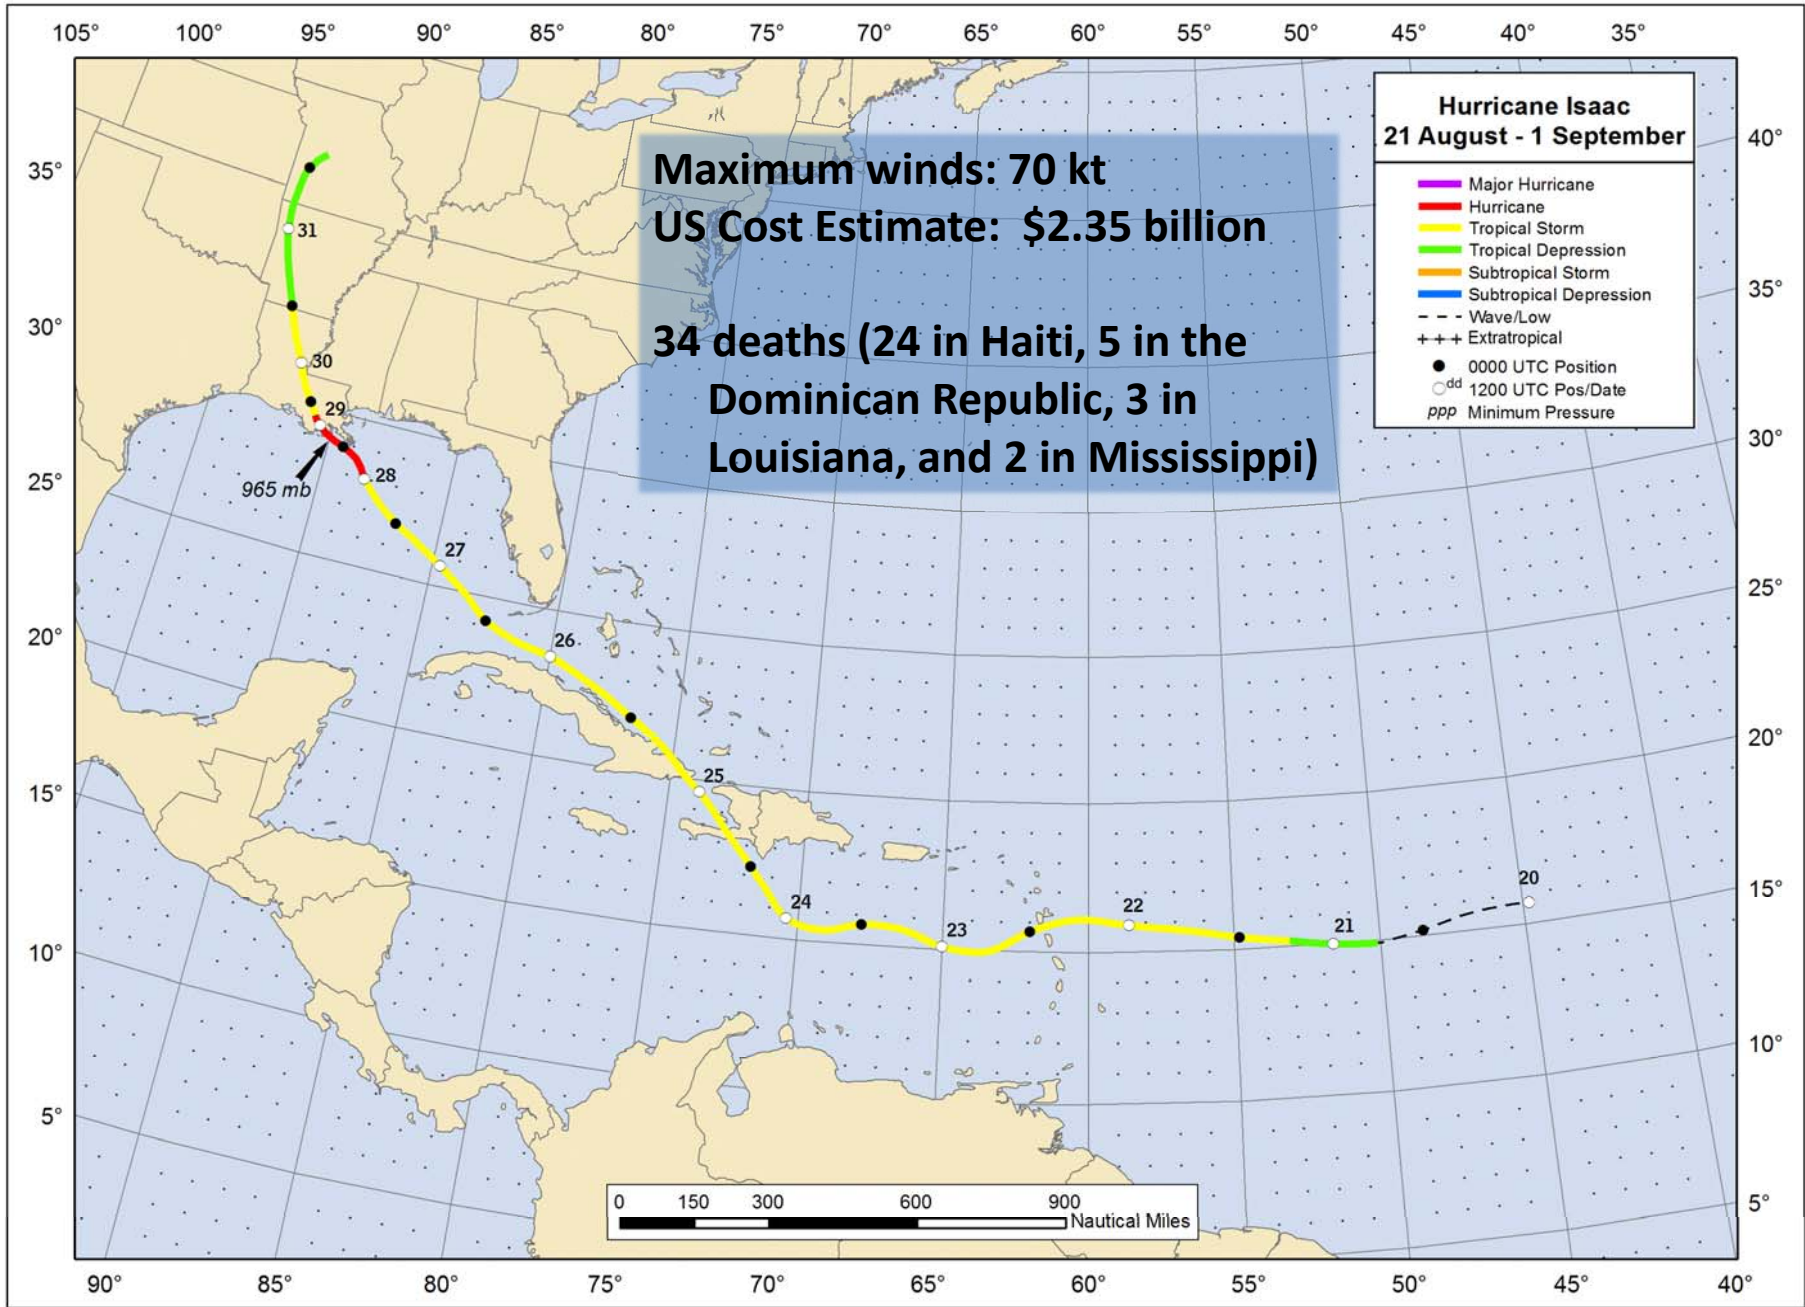 105° 100° 95° 90° 85° 80° 75° 70° 65° 60° 55° 50° 45° 40° 35°
Hurricane Isaac
21 August - 1 September
Major Hurricane
Hurricane
Tropical Storm
Tropical Depression
Subtropical Storm
Subtropical Depression
Wave/Low
+++ Extratropical
0000 UTC Position
dd 1200 UTC Pos/Date
ppp Minimum Pressure
Maximum winds: 70 kt
US Cost Estimate: $2.35 billion
34 deaths (24 in Haiti, 5 in the
Dominican Republic, 3 in
Louisiana, and 2 in Mississippi)
35°
30°
25°
20°
15°
10°
5°
40°
35°
30°
25°
20°
15°
10°
5°
31
30
29
965 mb
28
27
26
25
24
23
22
21
20
0 150 300 600 900
Nautical Miles
90° 85° 80° 75° 70° 65° 60° 55° 50° 45° 40°